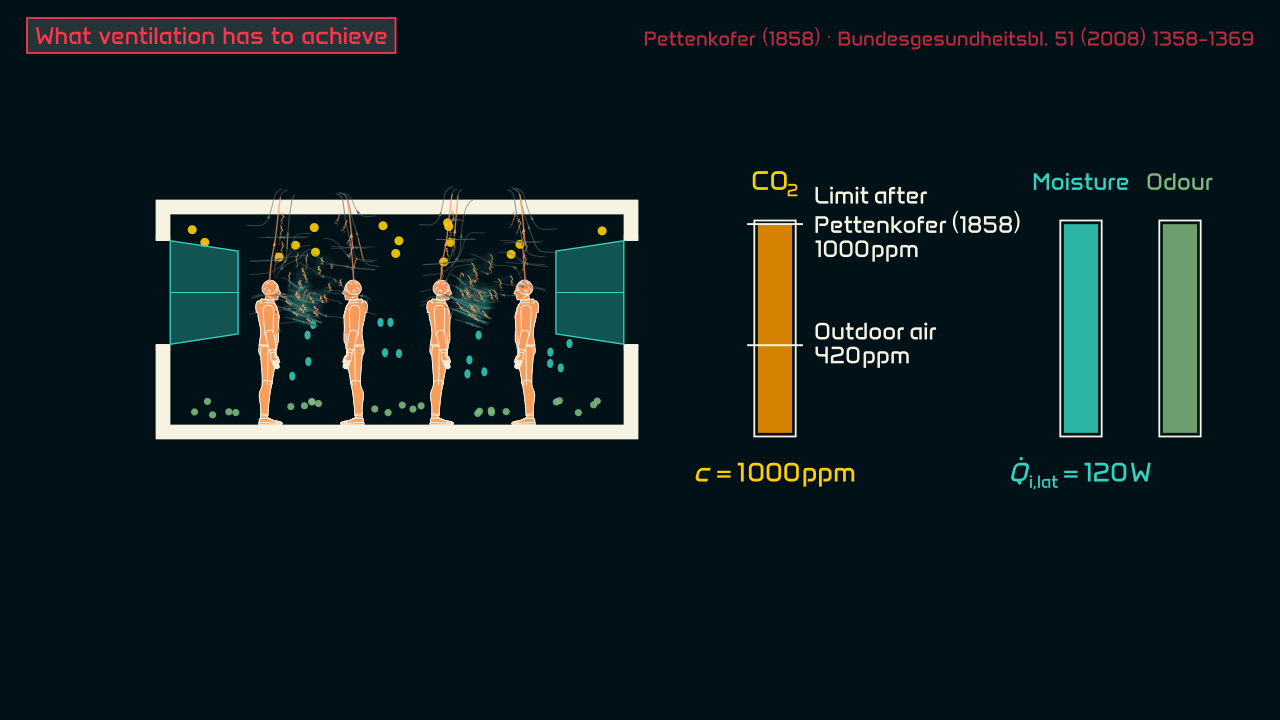 What ventilation has to achieve
Pettenkofer (1858) · Bundesgesundheitsbl. 51 (2008) 1358–1369
CO2
Limit after
Pettenkofer (1858)
1000ppm
Outdoor air
420ppm
Moisture
Odour
c = 1000ppm
Q̇i,lat = 120W